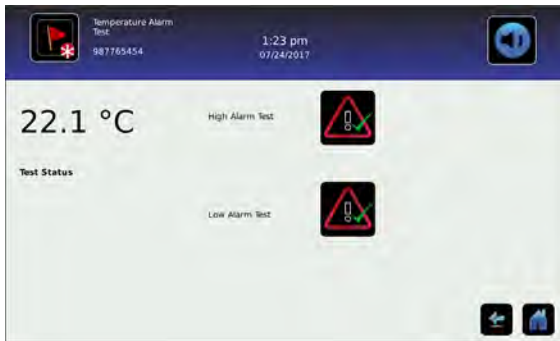 Temperature Alarm
Test
987765454
1:23 pm
07/24/2017
22.1 °C
High Alarm Test
Test Status
Low Alarm Test